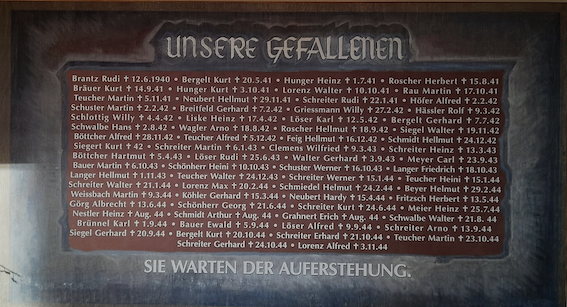 UNSERE GEFALLENEN
Brantz Rudi ✝ 12.6.1940 • Bergelt Kurt ✝ 20.5.41 • Hunger Heinz ✝ 1.7.41 • Roscher Herbert ✝ 15.8.41
Bräuer Kurt ✝ 14.9.41 • Hunger Kurt ✝ 3.10.41 • Lorenz Walter ✝ 10.10.41 • Rau Martin ✝ 17.10.41
Teucher Martin ✝ 5.11.41 • Neubert Hellmut ✝ 29.11.41 • Schreiter Rudi ✝ 22.1.41 • Höfer Alfred ✝ 2.2.42
Schuster Martin ✝ 2.2.42 • Breitfeld Gerhard ✝ 7.2.42 • Griessmann Willy ✝ 27.2.42 • Hässler Rolf ✝ 9.3.42
Schlottig Willy ✝ 4.4.42 • Liske Heinz ✝ 17.4.42 • Löser Karl ✝ 12.5.42 • Bergelt Gerhard ✝ 7.7.42
Schwalbe Hans ✝ 2.8.42 • Wagler Arno ✝ 18.8.42 • Roscher Hellmut ✝ 18.9.42 • Siegel Walter ✝ 19.11.42
Böttcher Alfred ✝ 28.11.42 • Teucher Alfred ✝ 5.12.42 • Feig Hellmut ✝ 16.12.42 • Schmidt Hellmut ✝ 24.12.42
Siegert Kurt ✝ 42 • Schreiter Martin ✝ 6.1.43 • Clemens Wilfried ✝ 9.3.43 • Schreiter Heinz ✝ 13.3.43
Böttcher Hartmut ✝ 5.4.43 • Löser Rudi ✝ 25.6.43 • Walter Gerhard ✝ 3.9.43 • Meyer Carl ✝ 23.9.43
Bauer Martin ✝ 6.10.43 • Schönherr Heini ✝ 10.10.43 • Schuster Werner ✝ 16.10.43 • Langer Friedrich ✝ 18.10.43
Langer Hellmut ✝ 1.11.43 • Teucher Walter ✝ 24.12.43 • Schreiter Werner ✝ 15.1.44 • Teucher Heini ✝ 15.1.44
Schreiter Walter ✝ 21.1.44 • Lorenz Max ✝ 20.2.44 • Schmiedel Helmut ✝ 24.2.44 • Beyer Helmut ✝ 29.2.44
Weissbach Martin ✝ 9.3.44 • Köhler Gerhard ✝ 15.3.44 • Neubert Hardy ✝ 15.4.44 • Fritzsch Herbert ✝ 13.5.44
Görg Albrecht ✝ 13.6.44 • Schönherr Georg ✝ 21.6.44 • Schreiter Kurt ✝ 24.6.44 • Meier Heinz ✝ 25.7.44
Nestler Heinz ✝ Aug. 44 • Schmidt Arthur ✝ Aug. 44 • Grahnert Erich ✝ Aug. 44 • Schwalbe Walter ✝ 21.8. 44
Brünnel Karl ✝ 1.9.44 • Bauer Ewald ✝ 5.9.44 • Löser Alfred ✝ 9.9.44 • Schreiter Arno ✝ 13.9.44
Siegel Gerhard ✝ 20.9.44 • Bergelt Kurt ✝ 20.10.44 • Schreiter Erhard ✝ 21.10.44 • Teucher Martin ✝ 23.10.44
Schreiter Gerhard ✝ 24.10.44 • Lorenz Alfred ✝ 3.11.44
SIE WARTEN DER AUFERSTEHUNG.